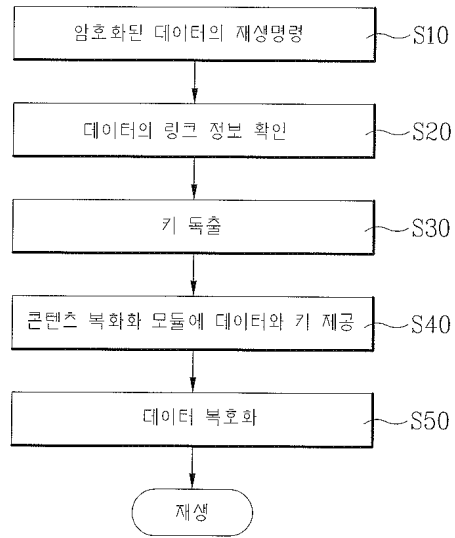 암호화된 데이터의 재생명령 S10
데이터의 링크 정보 확인 S20
키 독출 S30
콘텐츠 복화화 모듈에 데이터와 키 제공 S40
데이터 복호화 S50
재생